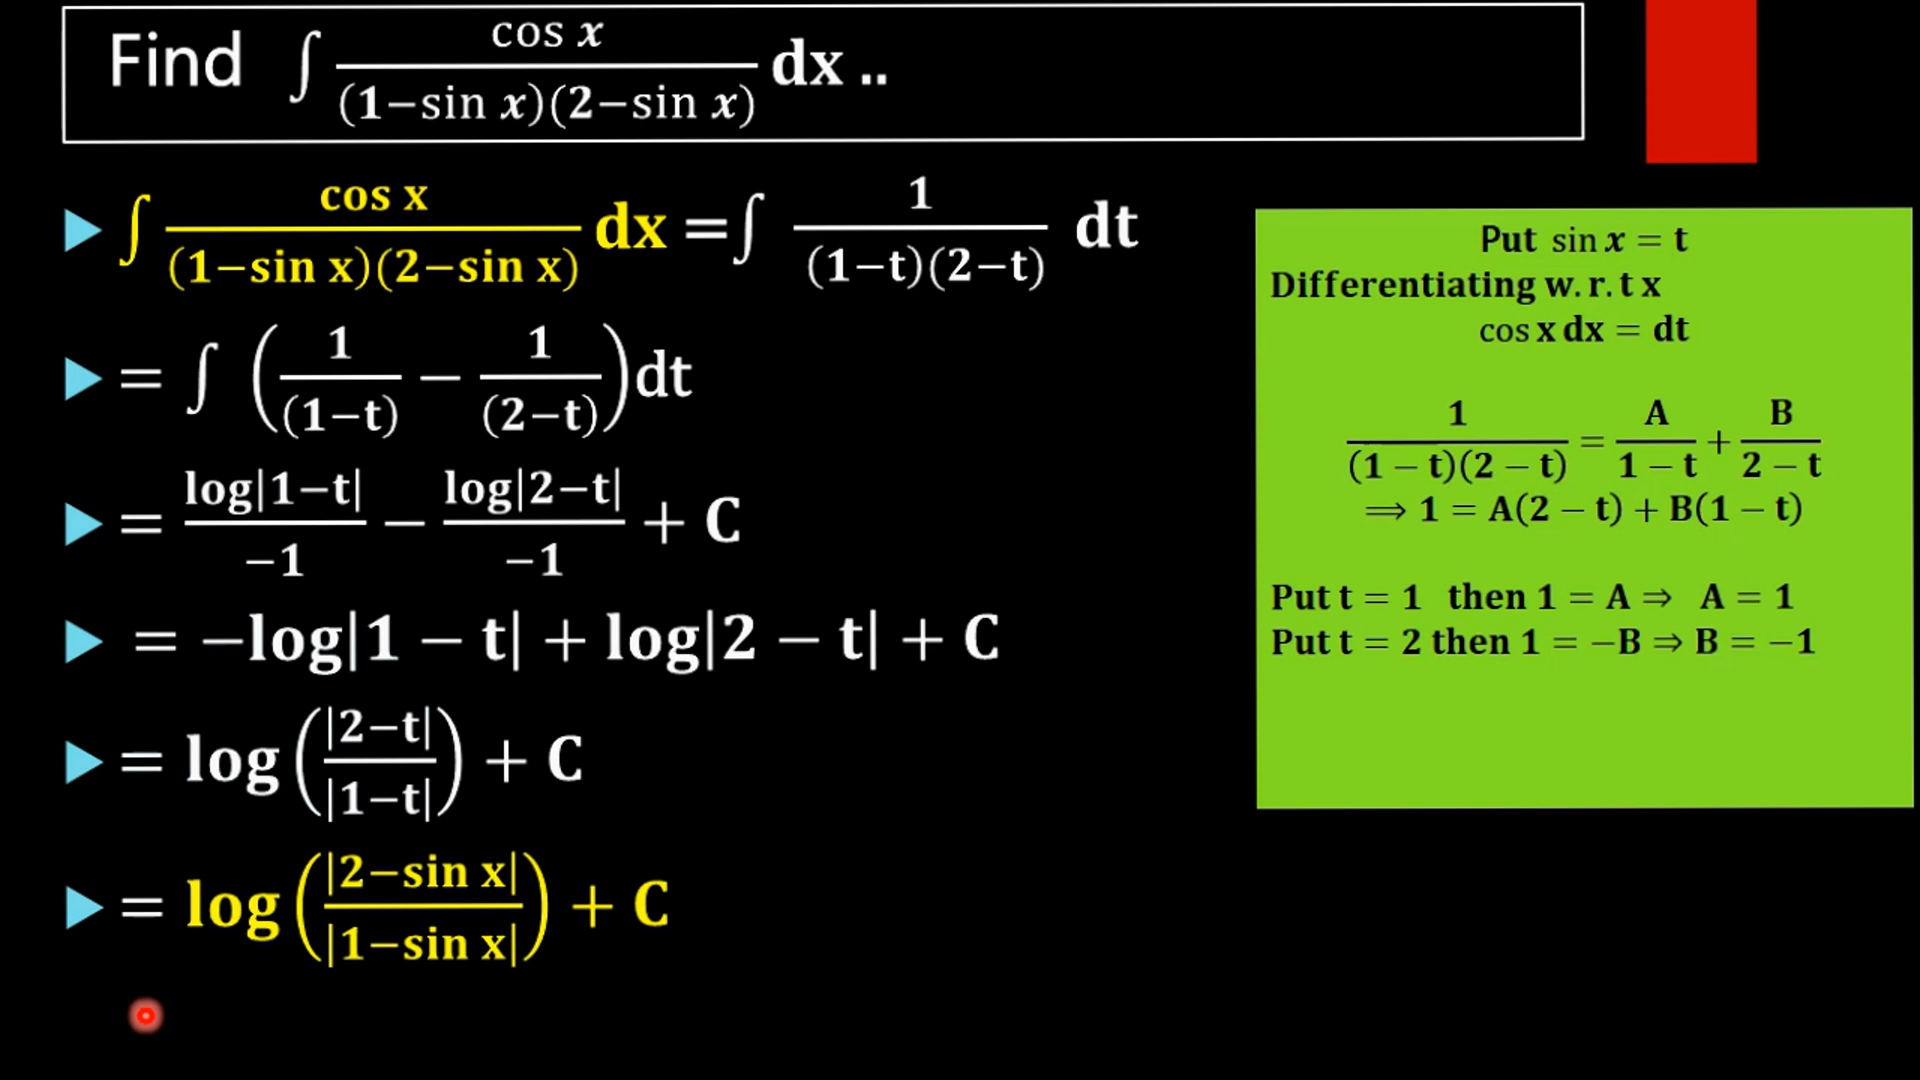 Find ∫ cos x / (1−sin x)(2−sin x) dx ..
∫ cos x / (1−sin x)(2−sin x) dx = ∫ 1 / (1−t)(2−t) dt
= ∫ ( 1 / (1−t) − 1 / (2−t) ) dt
= log|1−t| / −1 − log|2−t| / −1 + C
= −log|1 − t| + log|2 − t| + C
= log ( |2−t| / |1−t| ) + C
= log ( |2−sin x| / |1−sin x| ) + C
Put sin x = t
Differentiating w. r. t x
cos x dx = dt
1 / (1 − t)(2 − t) = A / 1 − t + B / 2 − t
⟹ 1 = A(2 − t) + B(1 − t)
Put t = 1 then 1 = A ⇒ A = 1
Put t = 2 then 1 = −B ⇒ B = −1